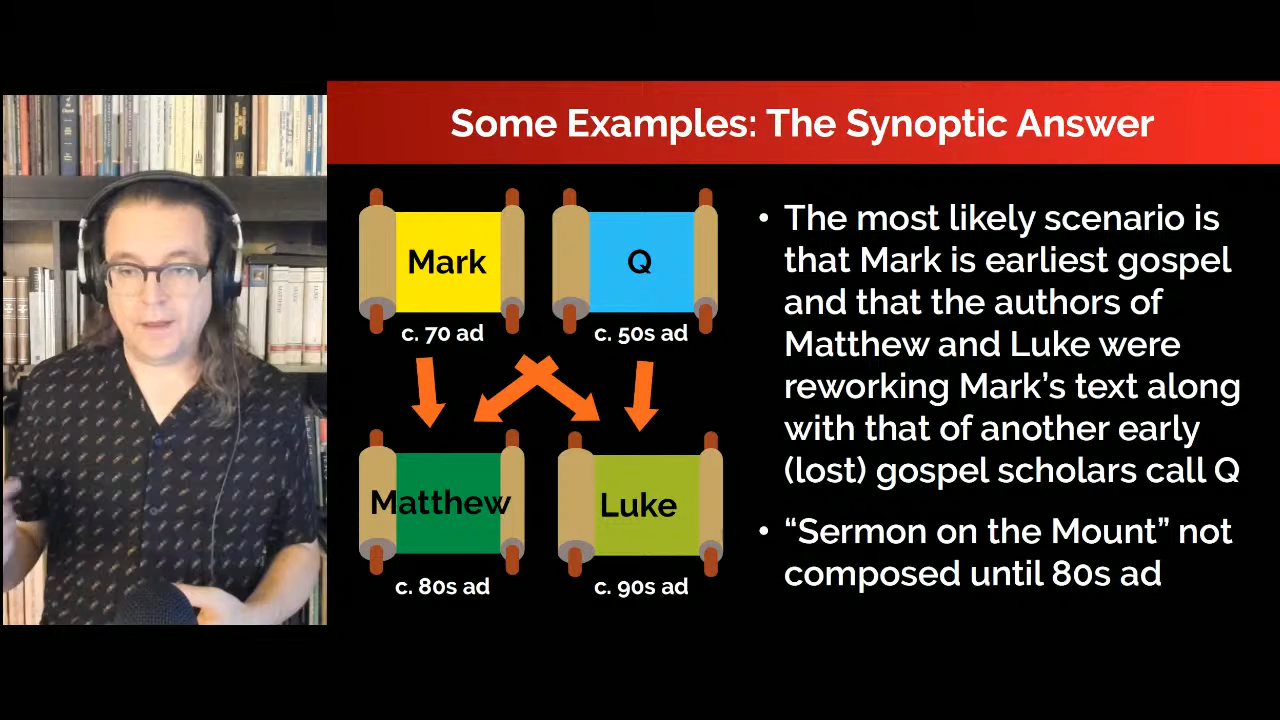 Some Examples: The Synoptic Answer
Mark
Q
c. 70 ad
c. 50s ad
Matthew
Luke
c. 80s ad
c. 90s ad
• The most likely scenario is
that Mark is earliest gospel
and that the authors of
Matthew and Luke were
reworking Mark's text along
with that of another early
(lost) gospel scholars call Q
• “Sermon on the Mount” not
composed until 80s ad